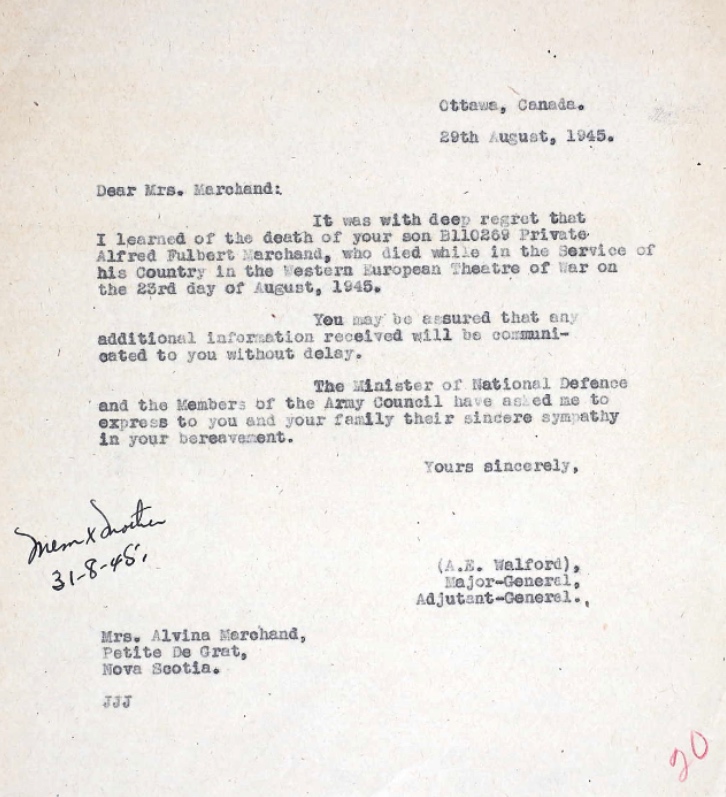 Ottawa, Canada.
29th August, 1945.
Dear Mrs. Marchand:
It was with deep regret that
I learned of the death of your son B110269 Private
Alfred Fulbert Marchand, who died while in the Service of
his Country in the Western European Theatre of War on
the 23rd day of August, 1945.
You may be assured that any
additional information received will be communi-
cated to you without delay.
The Minister of National Defence
and the Members of the Army Council have asked me to
express to you and your family their sincere sympathy
in your bereavement.
Yours sincerely,
Mem X Mother
31-8-45.
(A.E. Walford),
Major-General,
Adjutant-General.
Mrs. Alvina Marchand,
Petite De Grat,
Nova Scotia.
JJJ
20